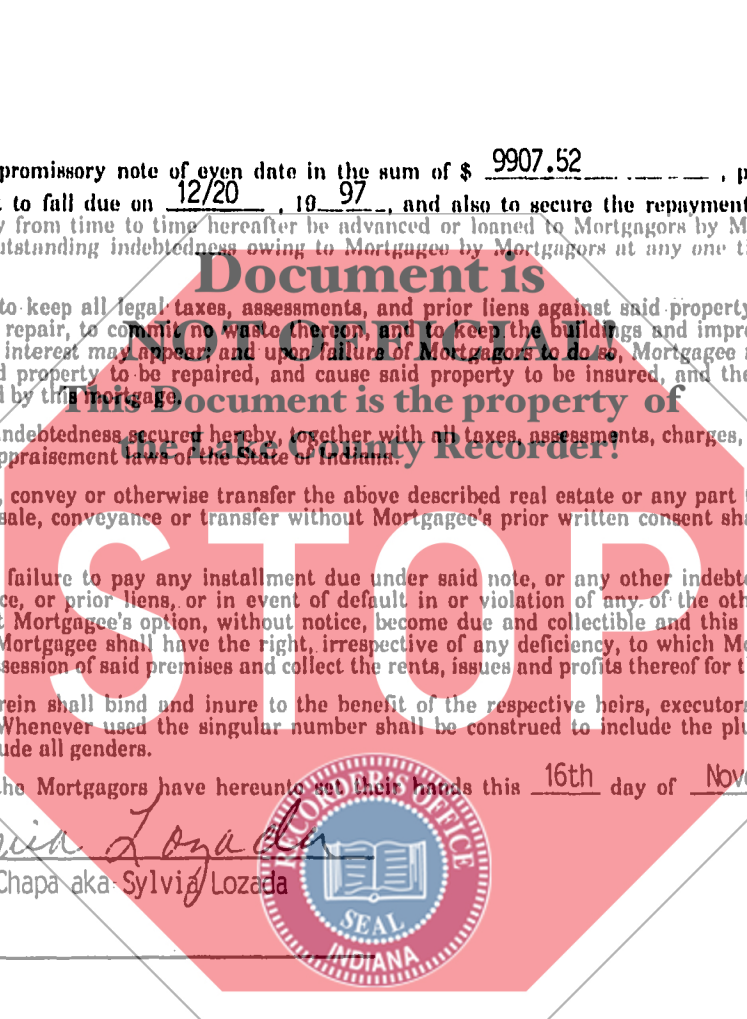 promissory note of even date in the sum of $ 9907.52 , p
to fall due on 12/20 , 19 97 , and also to secure the repayment
from time to time hereafter be advanced or loaned to Mortgagors by M
utstanding indebtedness owing to Mortgagee by Mortgagors at any one ti
Document is
to keep all legal taxes, assessments, and prior liens against said property
repair, to commit no waste thereon, and to keep the buildings and impr
NOT OFFICIAL!
interest may appear; and upon failure of Mortgagors to do so, Mortgagee
d property to be repaired, and cause said property to be insured, and the
d by this mortgage.
This Document is the property of
indebtedness secured hereby, together with all taxes, assessments, charges,
the Lake County Recorder!
ppraisement laws of the State of Indiana.
, convey or otherwise transfer the above described real estate or any part
sale, conveyance or transfer without Mortgagee's prior written consent sha
STOP
failure to pay any installment due under said note, or any other indebt
ce, or prior liens, or in event of default in or violation of any of the oth
t Mortgagee's option, without notice, become due and collectible and this
Mortgagee shall have the right, irrespective of any deficiency, to which Mo
session of said premises and collect the rents, issues and profits thereof for t
rein shall bind and inure to the benefit of the respective heirs, executors
Whenever used the singular number shall be construed to include the plu
ude all genders.
the Mortgagors have hereunto set their hands this 16th day of Nove
Lozada
Chapa aka Sylvia Lozada
RECORDER'S OFFICE
SEAL
INDIANA